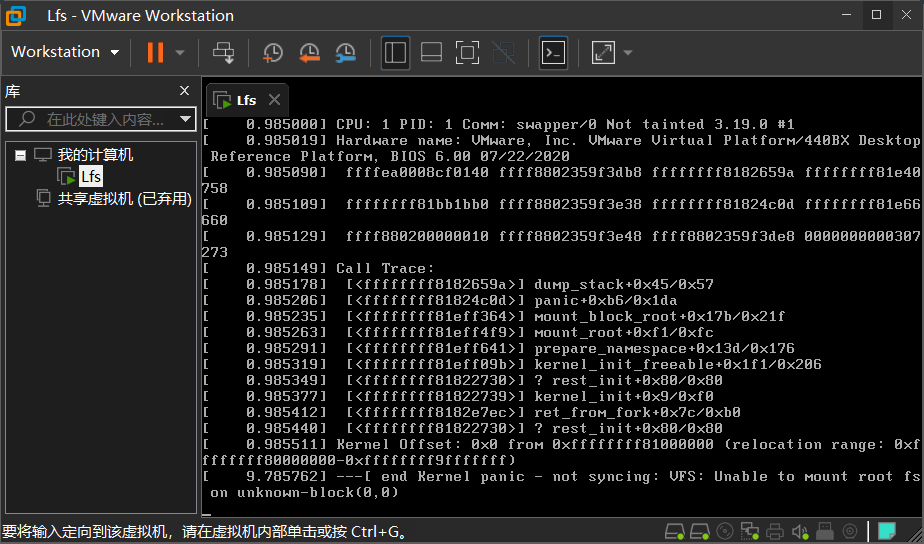 Lfs - VMware Workstation
Workstation
库
在此处键入内容...
我的计算机
Lfs
共享虚拟机 (已弃用)
Lfs
[    0.985000] CPU: 1 PID: 1 Comm: swapper/0 Not tainted 3.19.0 #1
[    0.985019] Hardware name: VMware, Inc. VMware Virtual Platform/440BX Desktop
Reference Platform, BIOS 6.00 07/22/2020
[    0.985090]  ffffea0008cf0140 ffff8802359f3db8 ffffffff8182659a ffffffff81e40
758
[    0.985109]  ffffffff81bb1bb0 ffff8802359f3e38 ffffffff81824c0d ffffffff81e66
660
[    0.985129]  ffff880200000010 ffff8802359f3e48 ffff8802359f3de8 0000000000307
273
[    0.985149] Call Trace:
[    0.985178]  [<ffffffff8182659a>] dump_stack+0x45/0x57
[    0.985206]  [<ffffffff81824c0d>] panic+0xb6/0x1da
[    0.985235]  [<ffffffff81eff364>] mount_block_root+0x17b/0x21f
[    0.985263]  [<ffffffff81eff4f9>] mount_root+0xf1/0xfc
[    0.985291]  [<ffffffff81eff641>] prepare_namespace+0x13d/0x176
[    0.985319]  [<ffffffff81eff09b>] kernel_init_freeable+0x1f1/0x206
[    0.985349]  [<ffffffff81822730>] ? rest_init+0x80/0x80
[    0.985377]  [<ffffffff81822739>] kernel_init+0x9/0xf0
[    0.985412]  [<ffffffff8182e7ec>] ret_from_fork+0x7c/0xb0
[    0.985440]  [<ffffffff81822730>] ? rest_init+0x80/0x80
[    0.985511] Kernel Offset: 0x0 from 0xffffffff81000000 (relocation range: 0xf
fffffff80000000-0xffffffff9fffffff)
[    9.785762] ---[ end Kernel panic - not syncing: VFS: Unable to mount root fs
on unknown-block(0,0)
要将输入定向到该虚拟机，请在虚拟机内部单击或按 Ctrl+G。